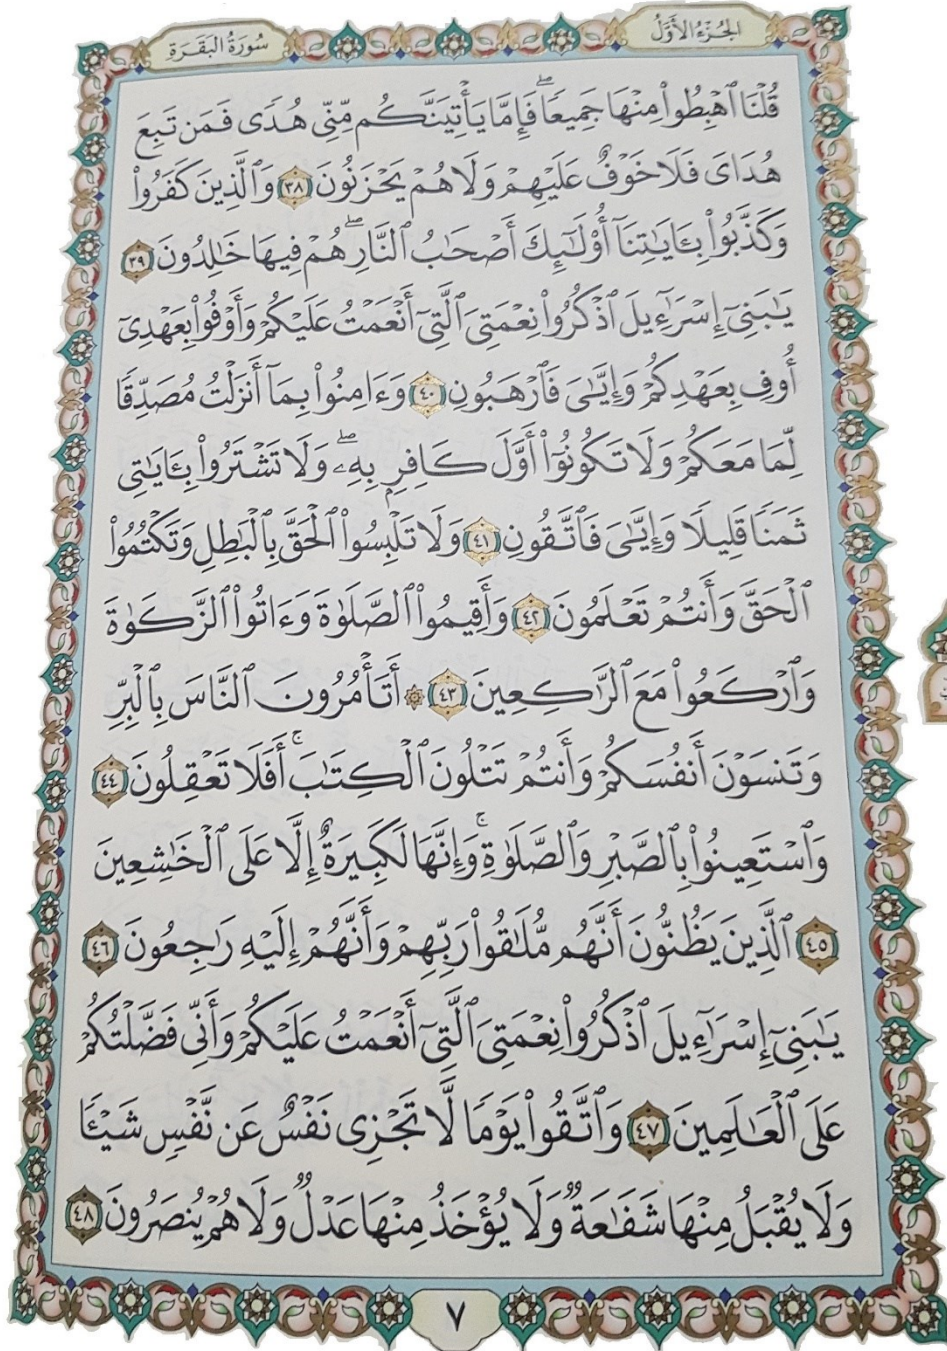 الجُزْءُ الأَوَّلُ
سُورَةُ البَقَرَةِ
قُلۡنَا ٱهۡبِطُواْ مِنۡهَا جَمِيعٗاۖ فَإِمَّا يَأۡتِيَنَّكُم مِّنِّي هُدٗى فَمَن تَبِعَ
هُدَايَ فَلَا خَوۡفٌ عَلَيۡهِمۡ وَلَا هُمۡ يَحۡزَنُونَ ٣٨ وَٱلَّذِينَ كَفَرُواْ
وَكَذَّبُواْ بِـَٔايَٰتِنَآ أُوْلَٰٓئِكَ أَصۡحَٰبُ ٱلنَّارِۖ هُمۡ فِيهَا خَٰلِدُونَ ٣٩
يَٰبَنِيٓ إِسۡرَٰٓءِيلَ ٱذۡكُرُواْ نِعۡمَتِيَ ٱلَّتِيٓ أَنۡعَمۡتُ عَلَيۡكُمۡ وَأَوۡفُواْ بِعَهۡدِيٓ
أُوفِ بِعَهۡدِكُمۡ وَإِيَّٰيَ فَٱرۡهَبُونِ ٤٠ وَءَامِنُواْ بِمَآ أَنزَلۡتُ مُصَدِّقٗا
لِّمَا مَعَكُمۡ وَلَا تَكُونُوٓاْ أَوَّلَ كَافِرِۭ بِهِۦۖ وَلَا تَشۡتَرُواْ بِـَٔايَٰتِي
ثَمَنٗا قَلِيلٗا وَإِيَّٰيَ فَٱتَّقُونِ ٤١ وَلَا تَلۡبِسُواْ ٱلۡحَقَّ بِٱلۡبَٰطِلِ وَتَكۡتُمُواْ
ٱلۡحَقَّ وَأَنتُمۡ تَعۡلَمُونَ ٤٢ وَأَقِيمُواْ ٱلصَّلَوٰةَ وَءَاتُواْ ٱلزَّكَوٰةَ
وَٱرۡكَعُواْ مَعَ ٱلرَّٰكِعِينَ ٤٣ ۞ أَتَأۡمُرُونَ ٱلنَّاسَ بِٱلۡبِرِّ
وَتَنسَوۡنَ أَنفُسَكُمۡ وَأَنتُمۡ تَتۡلُونَ ٱلۡكِتَٰبَۚ أَفَلَا تَعۡقِلُونَ ٤٤
وَٱسۡتَعِينُواْ بِٱلصَّبۡرِ وَٱلصَّلَوٰةِۚ وَإِنَّهَا لَكَبِيرَةٌ إِلَّا عَلَى ٱلۡخَٰشِعِينَ
٤٥ ٱلَّذِينَ يَظُنُّونَ أَنَّهُم مُّلَٰقُواْ رَبِّهِمۡ وَأَنَّهُمۡ إِلَيۡهِ رَٰجِعُونَ ٤٦
يَٰبَنِيٓ إِسۡرَٰٓءِيلَ ٱذۡكُرُواْ نِعۡمَتِيَ ٱلَّتِيٓ أَنۡعَمۡتُ عَلَيۡكُمۡ وَأَنِّي فَضَّلۡتُكُمۡ
عَلَى ٱلۡعَٰلَمِينَ ٤٧ وَٱتَّقُواْ يَوۡمٗا لَّا تَجۡزِي نَفۡسٌ عَن نَّفۡسٖ شَيۡـٔٗا
وَلَا يُقۡبَلُ مِنۡهَا شَفَٰعَةٞ وَلَا يُؤۡخَذُ مِنۡهَا عَدۡلٞ وَلَا هُمۡ يُنصَرُونَ ٤٨
٧